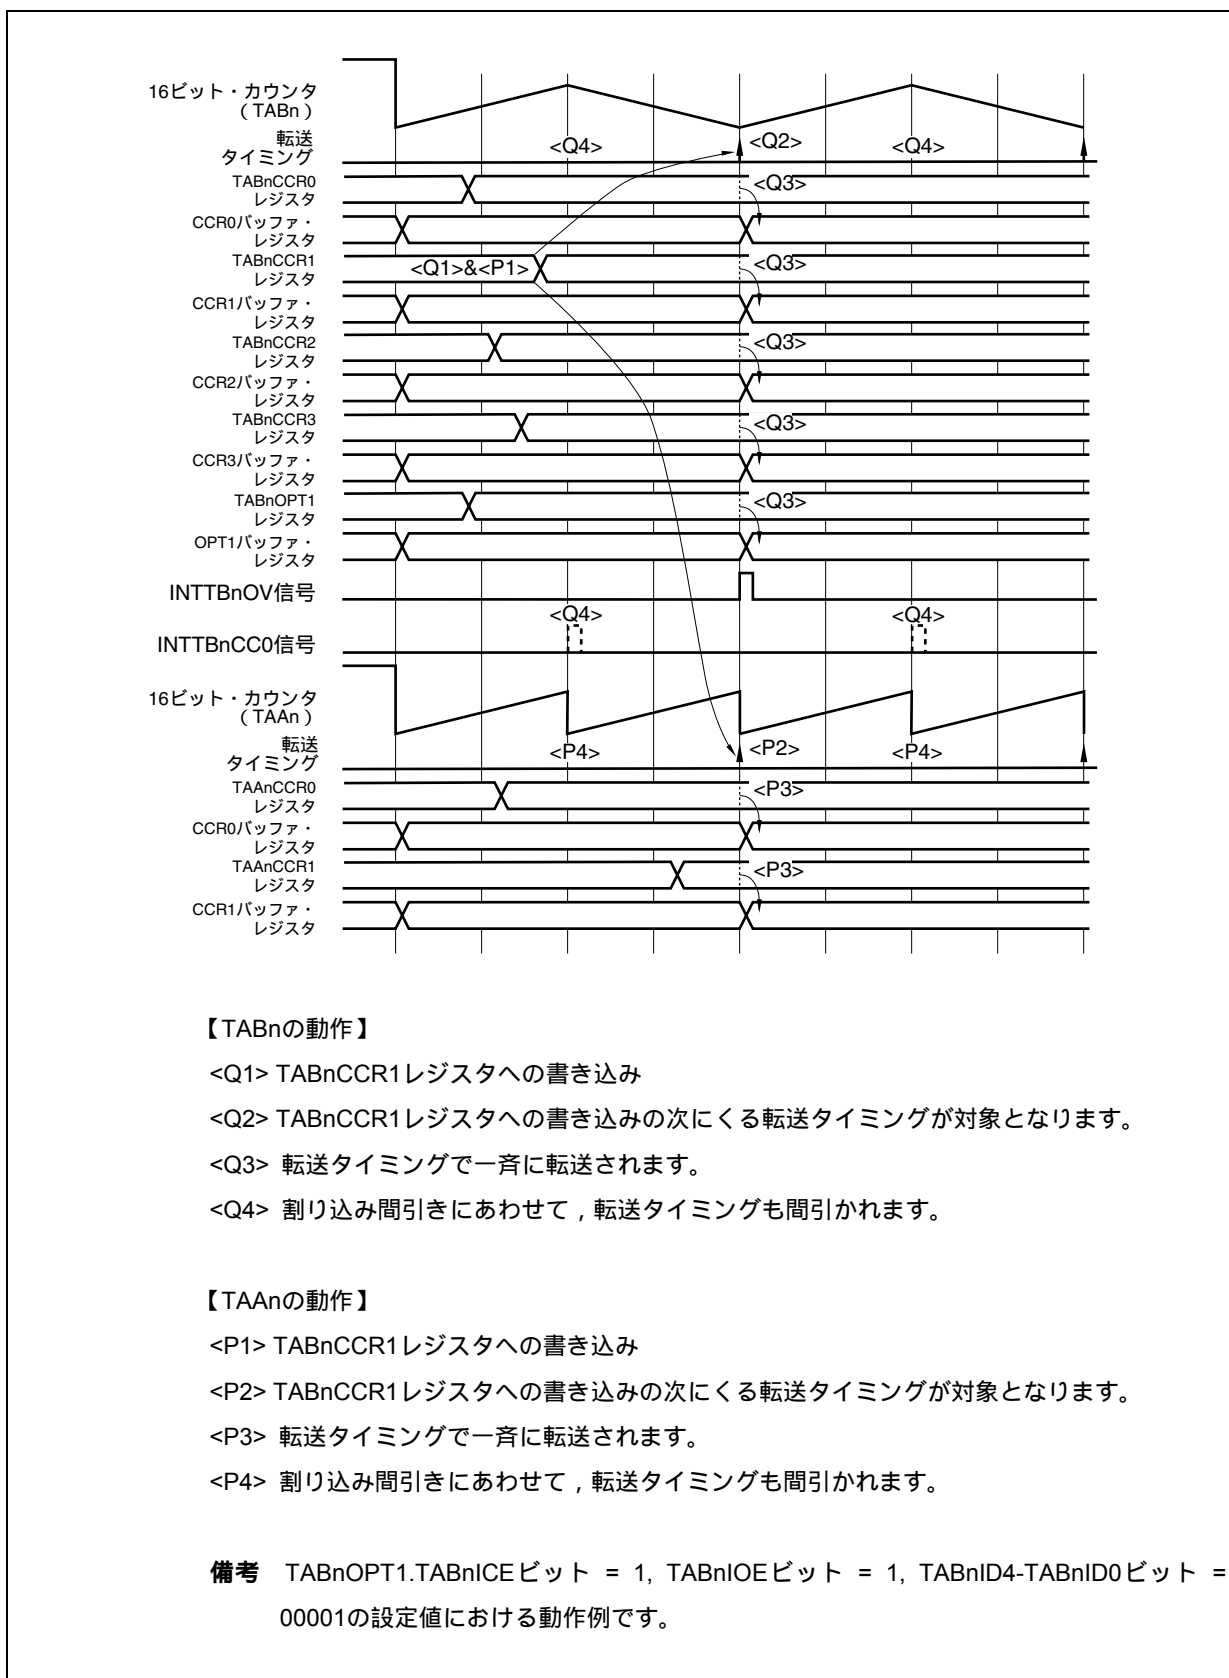 16ビット・カウンタ
（TABn）
転送
タイミング
<Q4>
<Q2>
<Q4>
TABnCCR0
レジスタ
<Q3>
CCR0バッファ・
レジスタ
TABnCCR1
レジスタ
<Q1>&<P1>
<Q3>
CCR1バッファ・
レジスタ
TABnCCR2
レジスタ
<Q3>
CCR2バッファ・
レジスタ
TABnCCR3
レジスタ
<Q3>
CCR3バッファ・
レジスタ
TABnOPT1
レジスタ
<Q3>
OPT1バッファ・
レジスタ
INTTBnOV信号
<Q4>
<Q4>
INTTBnCC0信号
16ビット・カウンタ
（TAAn）
転送
タイミング
<P4>
<P2>
<P4>
TAAnCCR0
レジスタ
<P3>
CCR0バッファ・
レジスタ
TAAnCCR1
レジスタ
<P3>
CCR1バッファ・
レジスタ
【TABnの動作】
<Q1> TABnCCR1レジスタへの書き込み
<Q2> TABnCCR1レジスタへの書き込みの次にくる転送タイミングが対象となります。
<Q3> 転送タイミングで一斉に転送されます。
<Q4> 割り込み間引きにあわせて，転送タイミングも間引かれます。
【TAAnの動作】
<P1> TABnCCR1レジスタへの書き込み
<P2> TABnCCR1レジスタへの書き込みの次にくる転送タイミングが対象となります。
<P3> 転送タイミングで一斉に転送されます。
<P4> 割り込み間引きにあわせて，転送タイミングも間引かれます。
備考 TABnOPT1.TABnICEビット = 1, TABnIOEビット = 1, TABnID4-TABnID0ビット =
00001の設定値における動作例です。